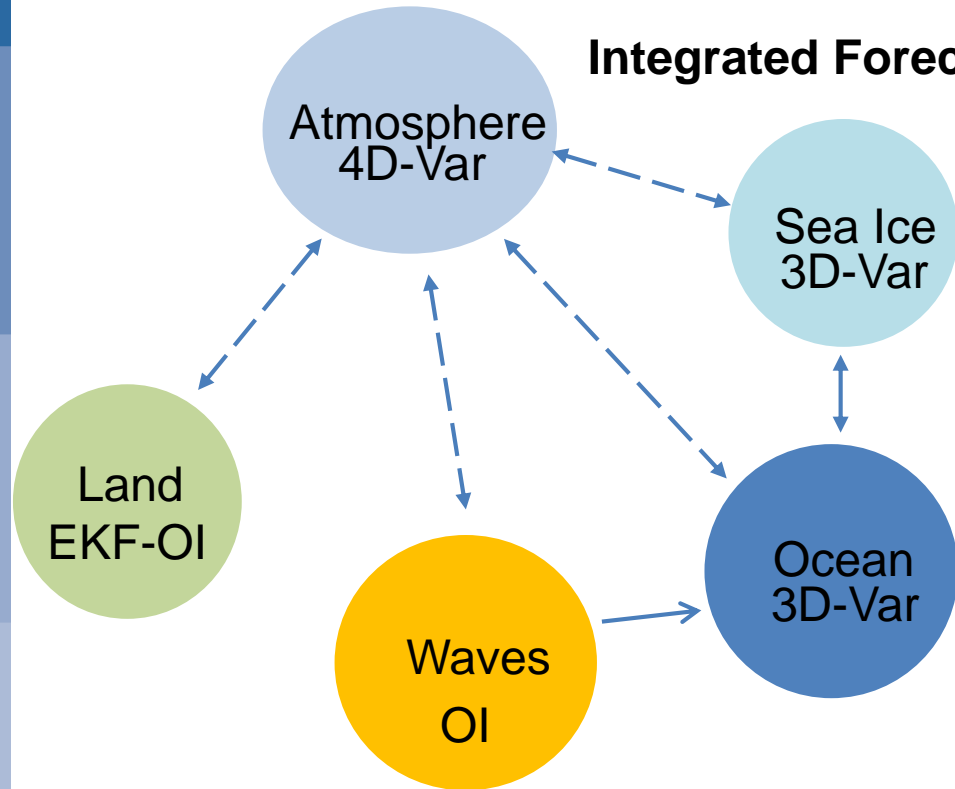 Integrated Forec
Atmosphere
4D-Var
Sea Ice
3D-Var
Land
EKF-OI
Ocean
3D-Var
Waves
OI